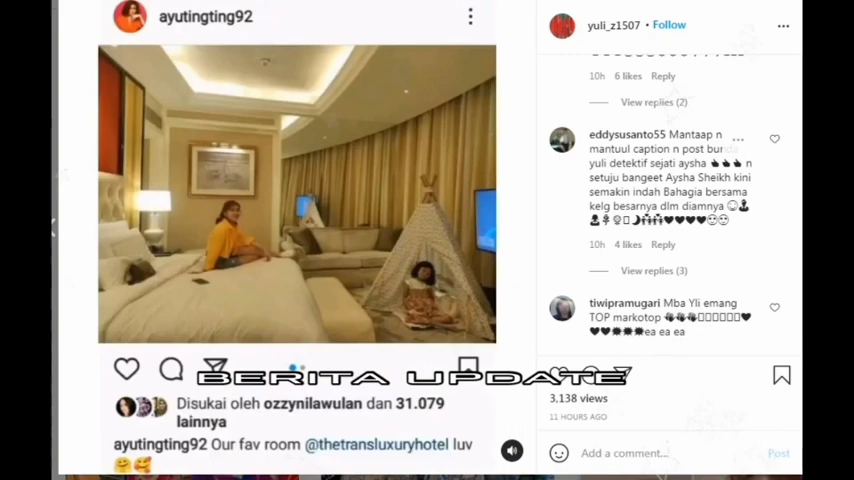 ayutingting92
Disukai oleh ozzynilawulan dan 31.079
lainnya
ayutingting92 Our fav room @thetransluxuryhotel luv
BERITA UPDATE
yuli_z1507 • Follow
10h 6 likes Reply
View replies (2)
eddysusanto55 Mantaap n
mantuul caption n post bunda
yuli detektif sejati aysha 👆👆👆 n
setuju bangeet Aysha Sheikh kini
semakin indah Bahagia bersama
kelg besarnya dlm diamnya
10h 4 likes Reply
View replies (3)
tiwipramugari Mba Yli emang
TOP markotop
ea ea ea
3,138 views
11 HOURS AGO
Add a comment...
Post